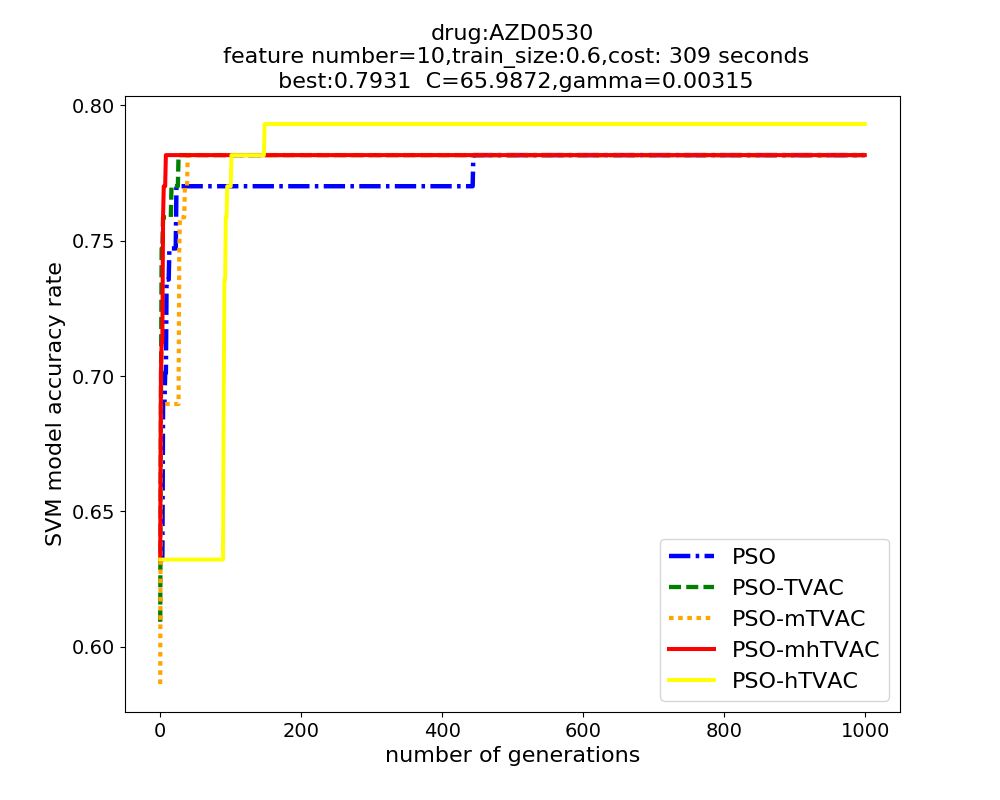 drug:AZD0530
feature number=10,train_size:0.6,cost: 309 seconds
best:0.7931  C=65.9872,gamma=0.00315
SVM model accuracy rate
0.80
0.75
0.70
0.65
0.60
PSO
PSO-TVAC
PSO-mTVAC
PSO-mhTVAC
PSO-hTVAC
0 200 400 600 800 1000
number of generations